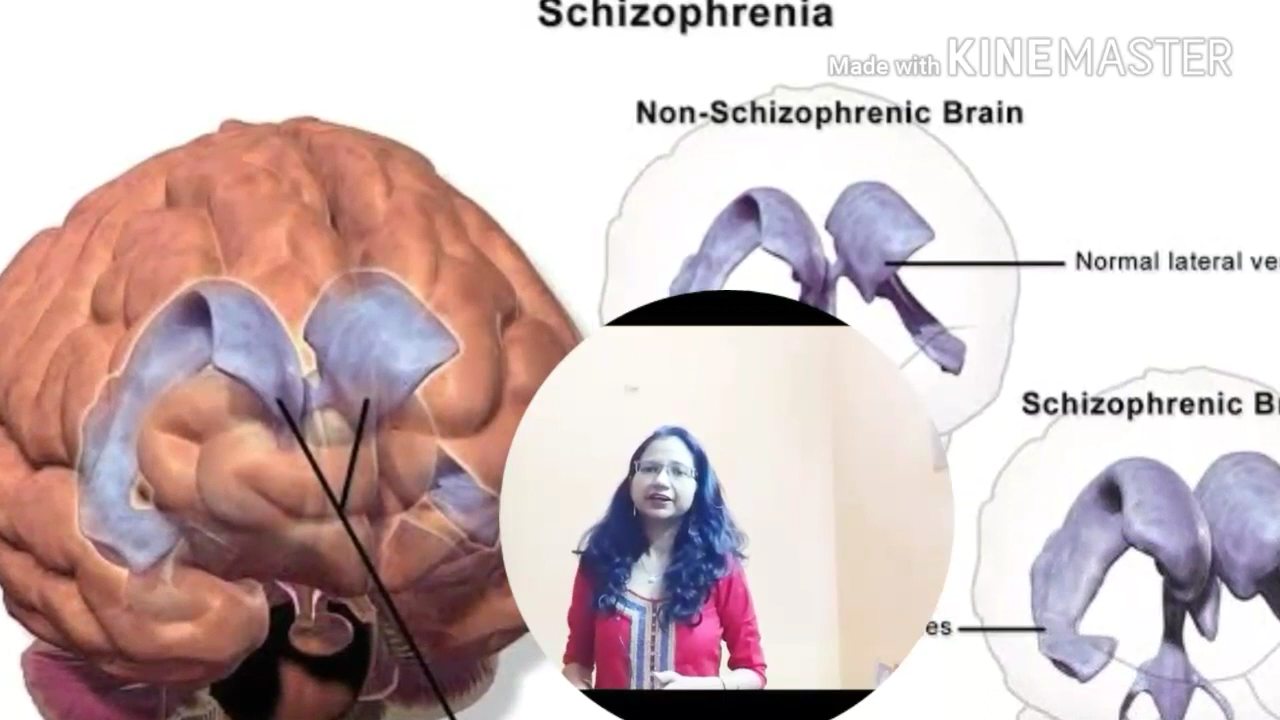 Schizophrenia
Made with KINEMASTER
Non-Schizophrenic Brain
Normal lateral ve
Schizophrenic B
es